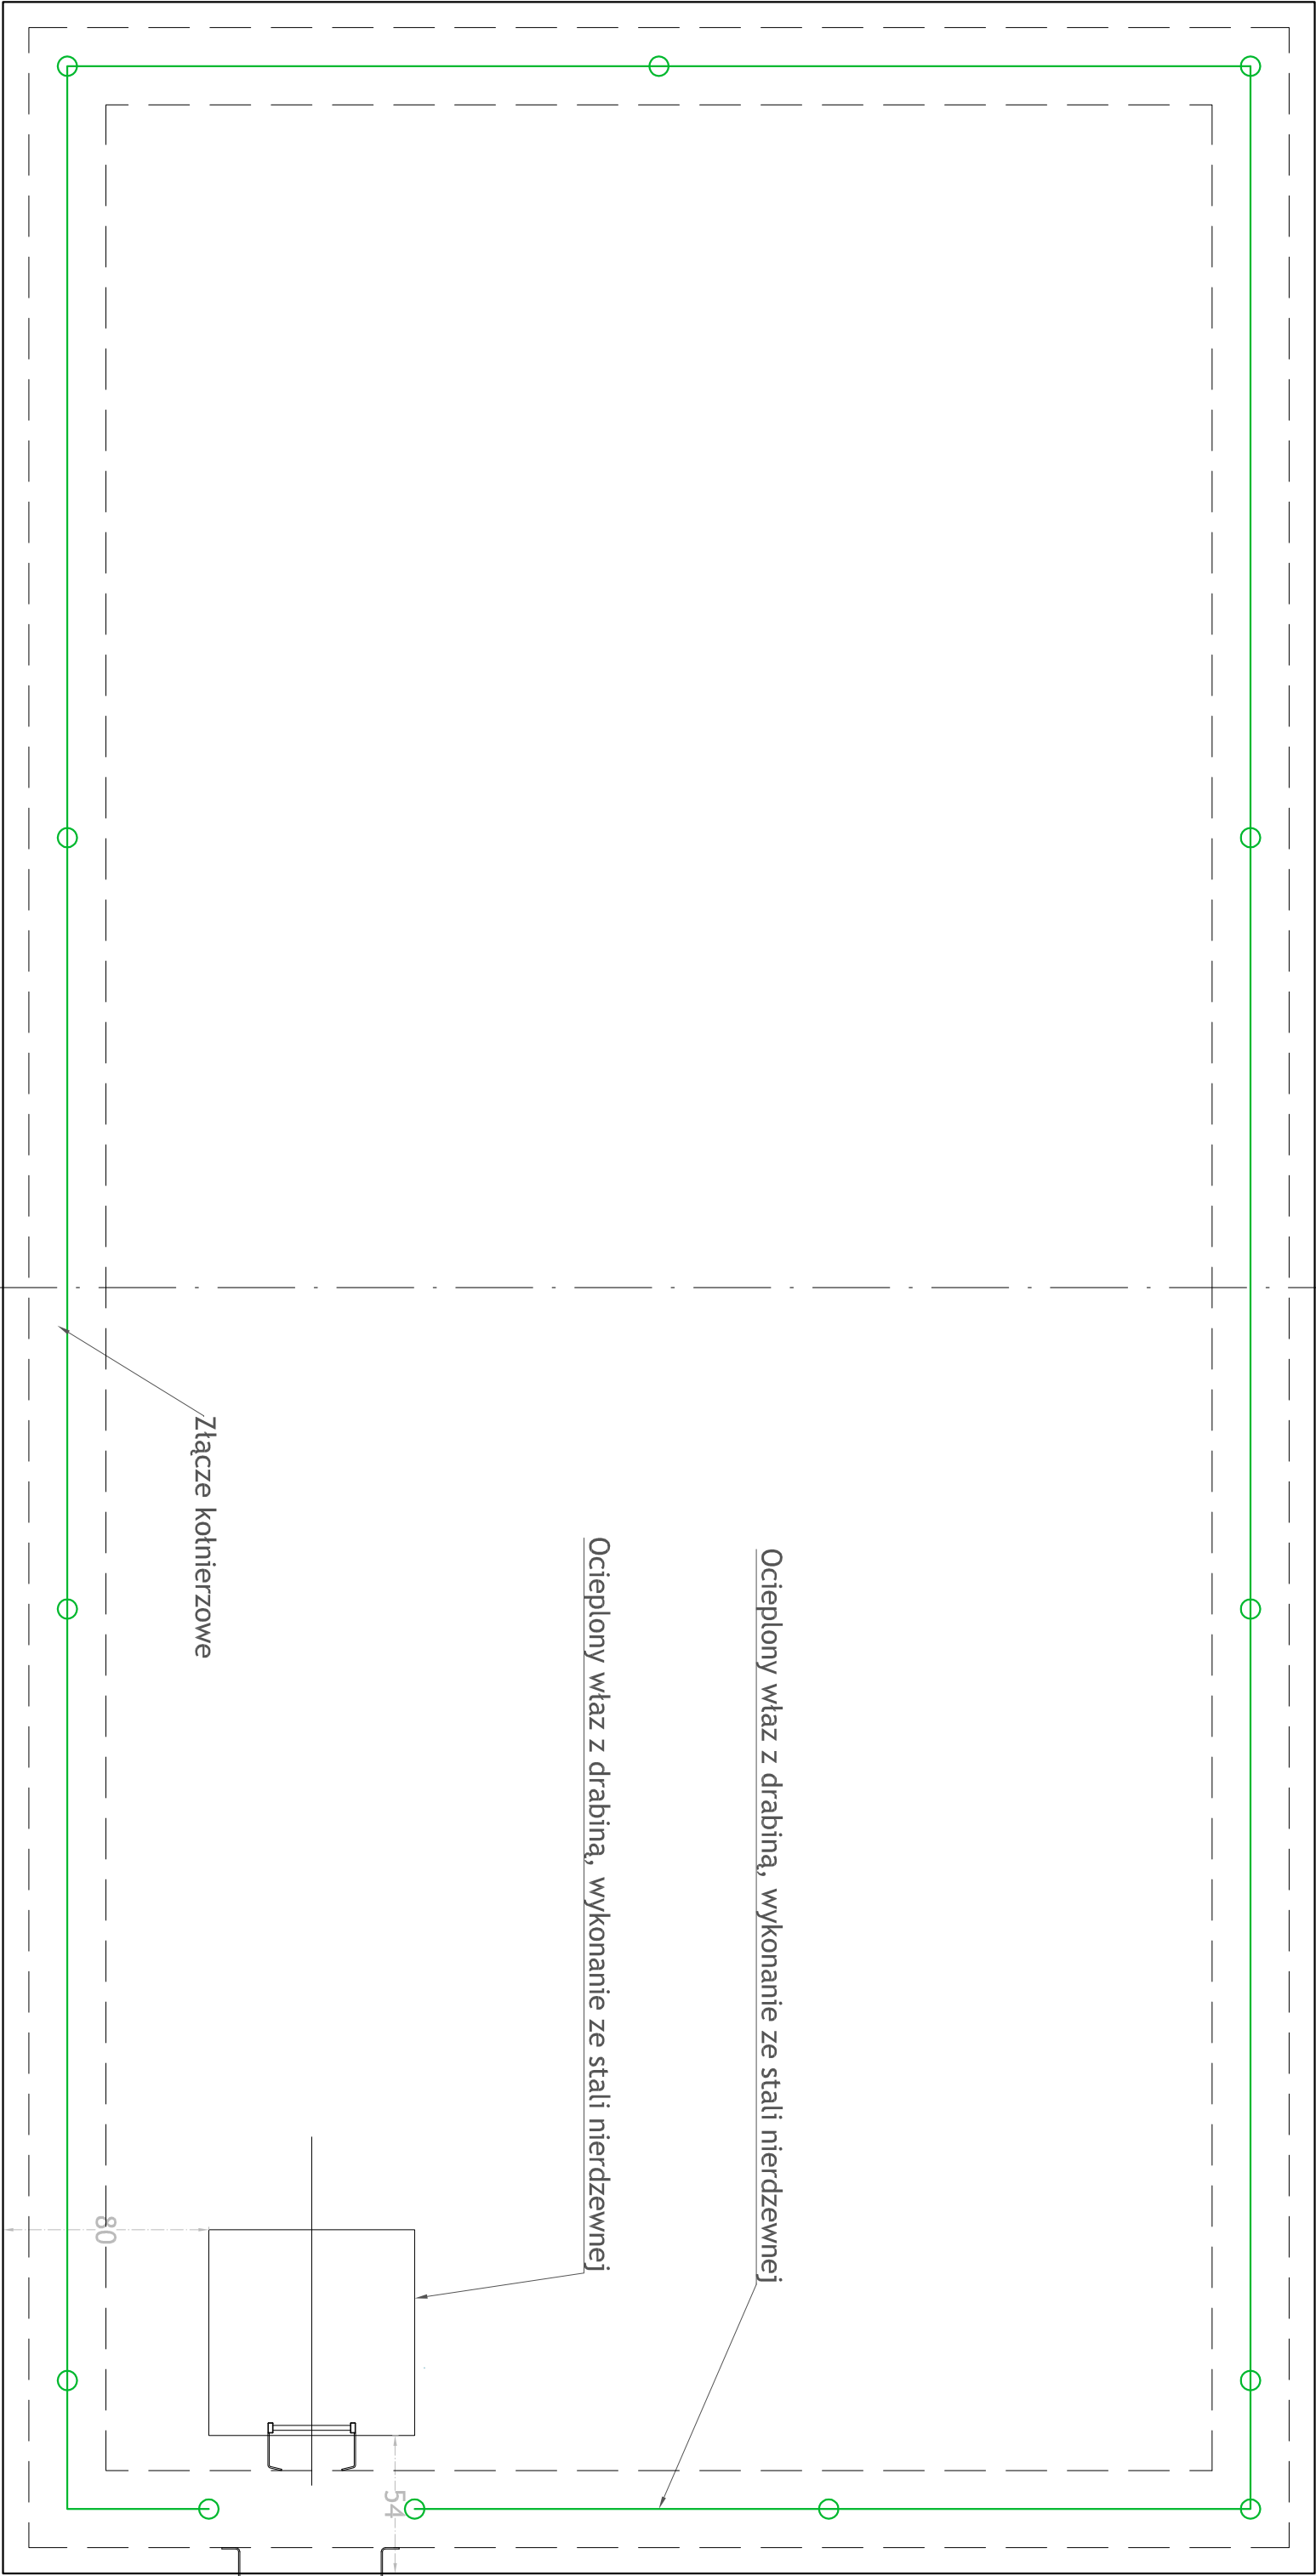 Ocieplony właz z drabiną, wykonanie ze stali nierdzewnej
Ocieplony właz z drabiną, wykonanie ze stali nierdzewnej
Złącze kołnierzowe
80
54